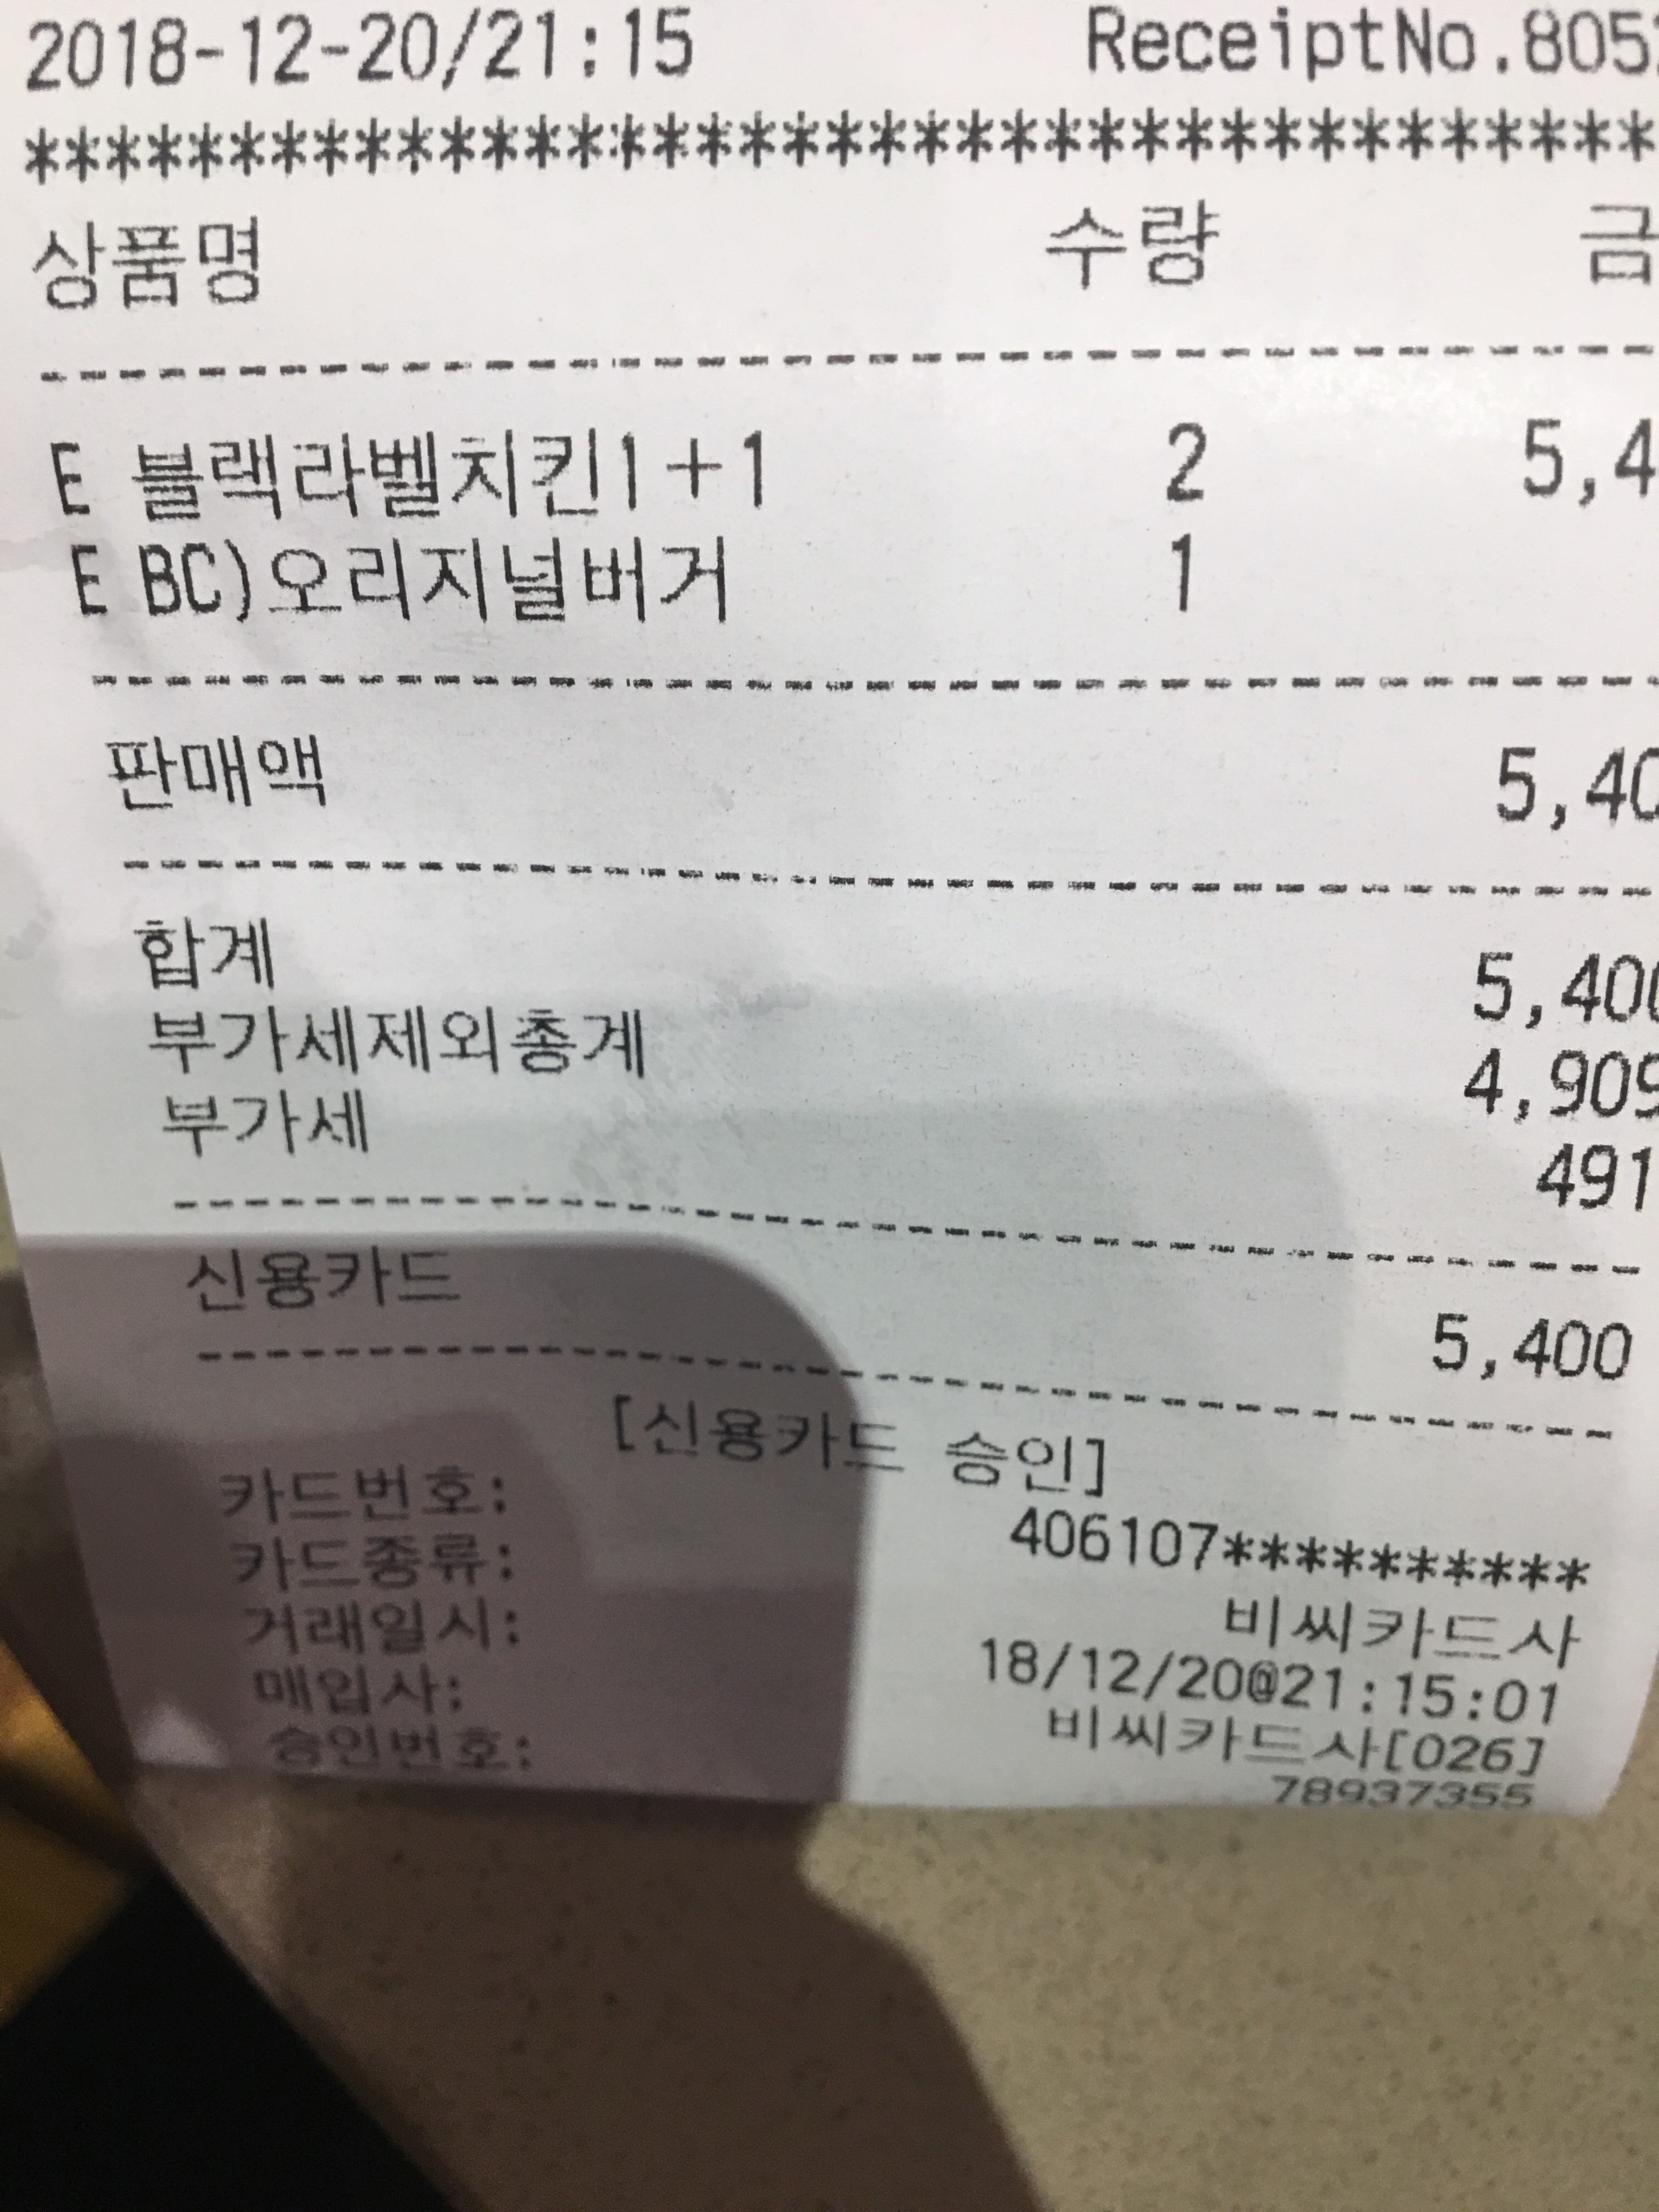 2018-12-20/21:15 ReceiptNo.805
***************************************
상품명 수량 금
E 블랙라벨치킨1+1 2 5,4
E BC)오리지널버거 1
판매액 5,40
합계 5,400
부가세제외총계 4,909
부가세 491
신용카드 5,400
[신용카드 승인]
카드번호: 406107**********
카드종류: 비씨카드사
거래일시: 18/12/20@21:15:01
매입사: 비씨카드사[026]
승인번호: 78937355